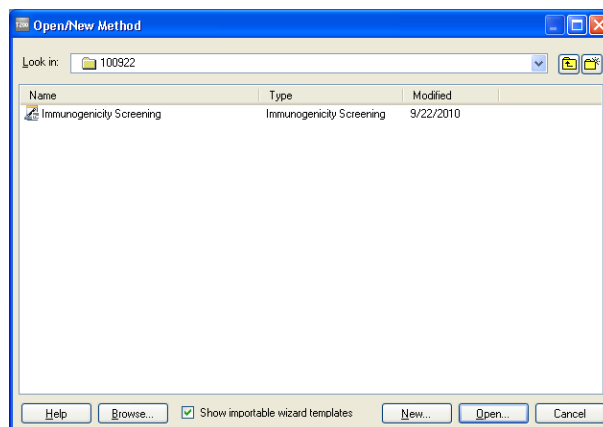 T200 Open/New Method
Look in: 100922
Name Type Modified
Immunogenicity Screening Immunogenicity Screening 9/22/2010
Help Browse... Show importable wizard templates New... Open... Cancel